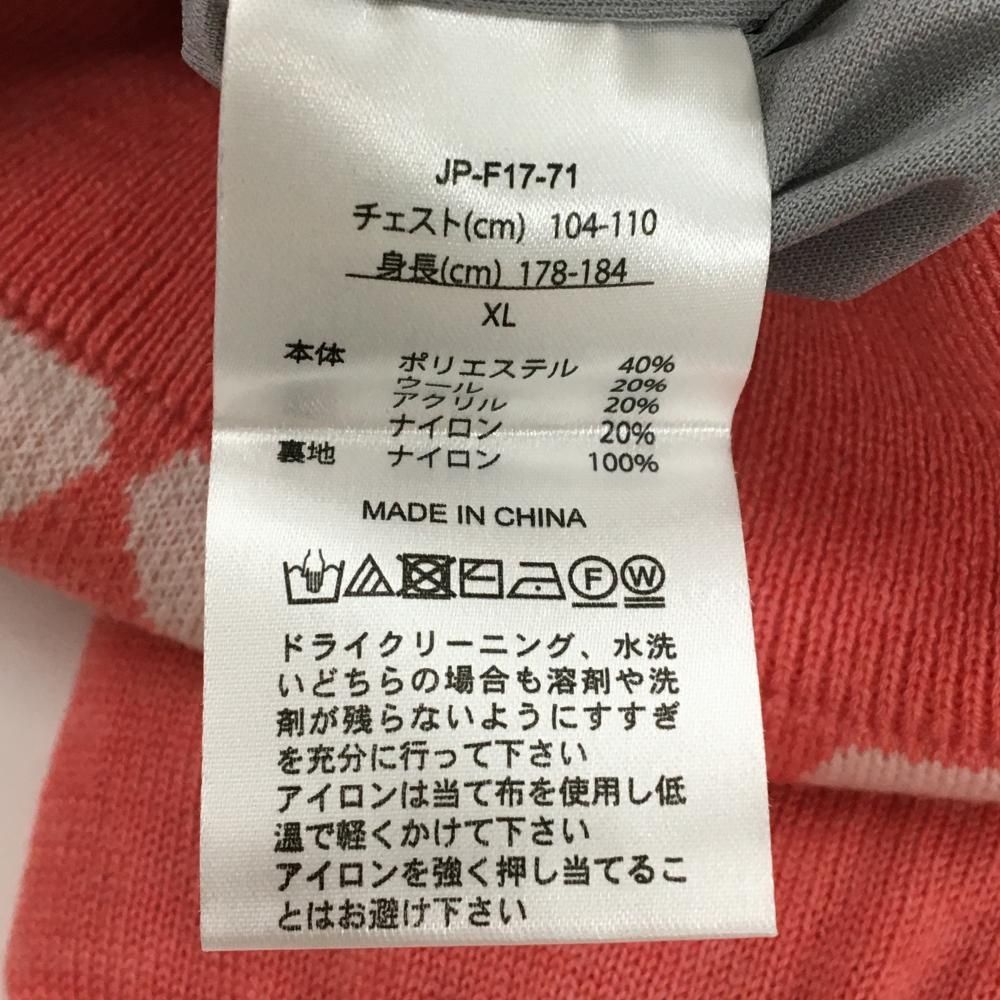 JP-F17-71
チェスト(cm) 104-110
身長(cm) 178-184
XL
本体 ポリエステル 40%
ウール 20%
アクリル 20%
ナイロン 20%
裏地 ナイロン 100%
MADE IN CHINA
F W
ドライクリーニング、水洗
いどちらの場合も溶剤や洗
剤が残らないようにすすぎ
を充分に行って下さい
アイロンは当て布を使用し低
温で軽くかけて下さい
アイロンを強く押し当てるこ
とはお避け下さい